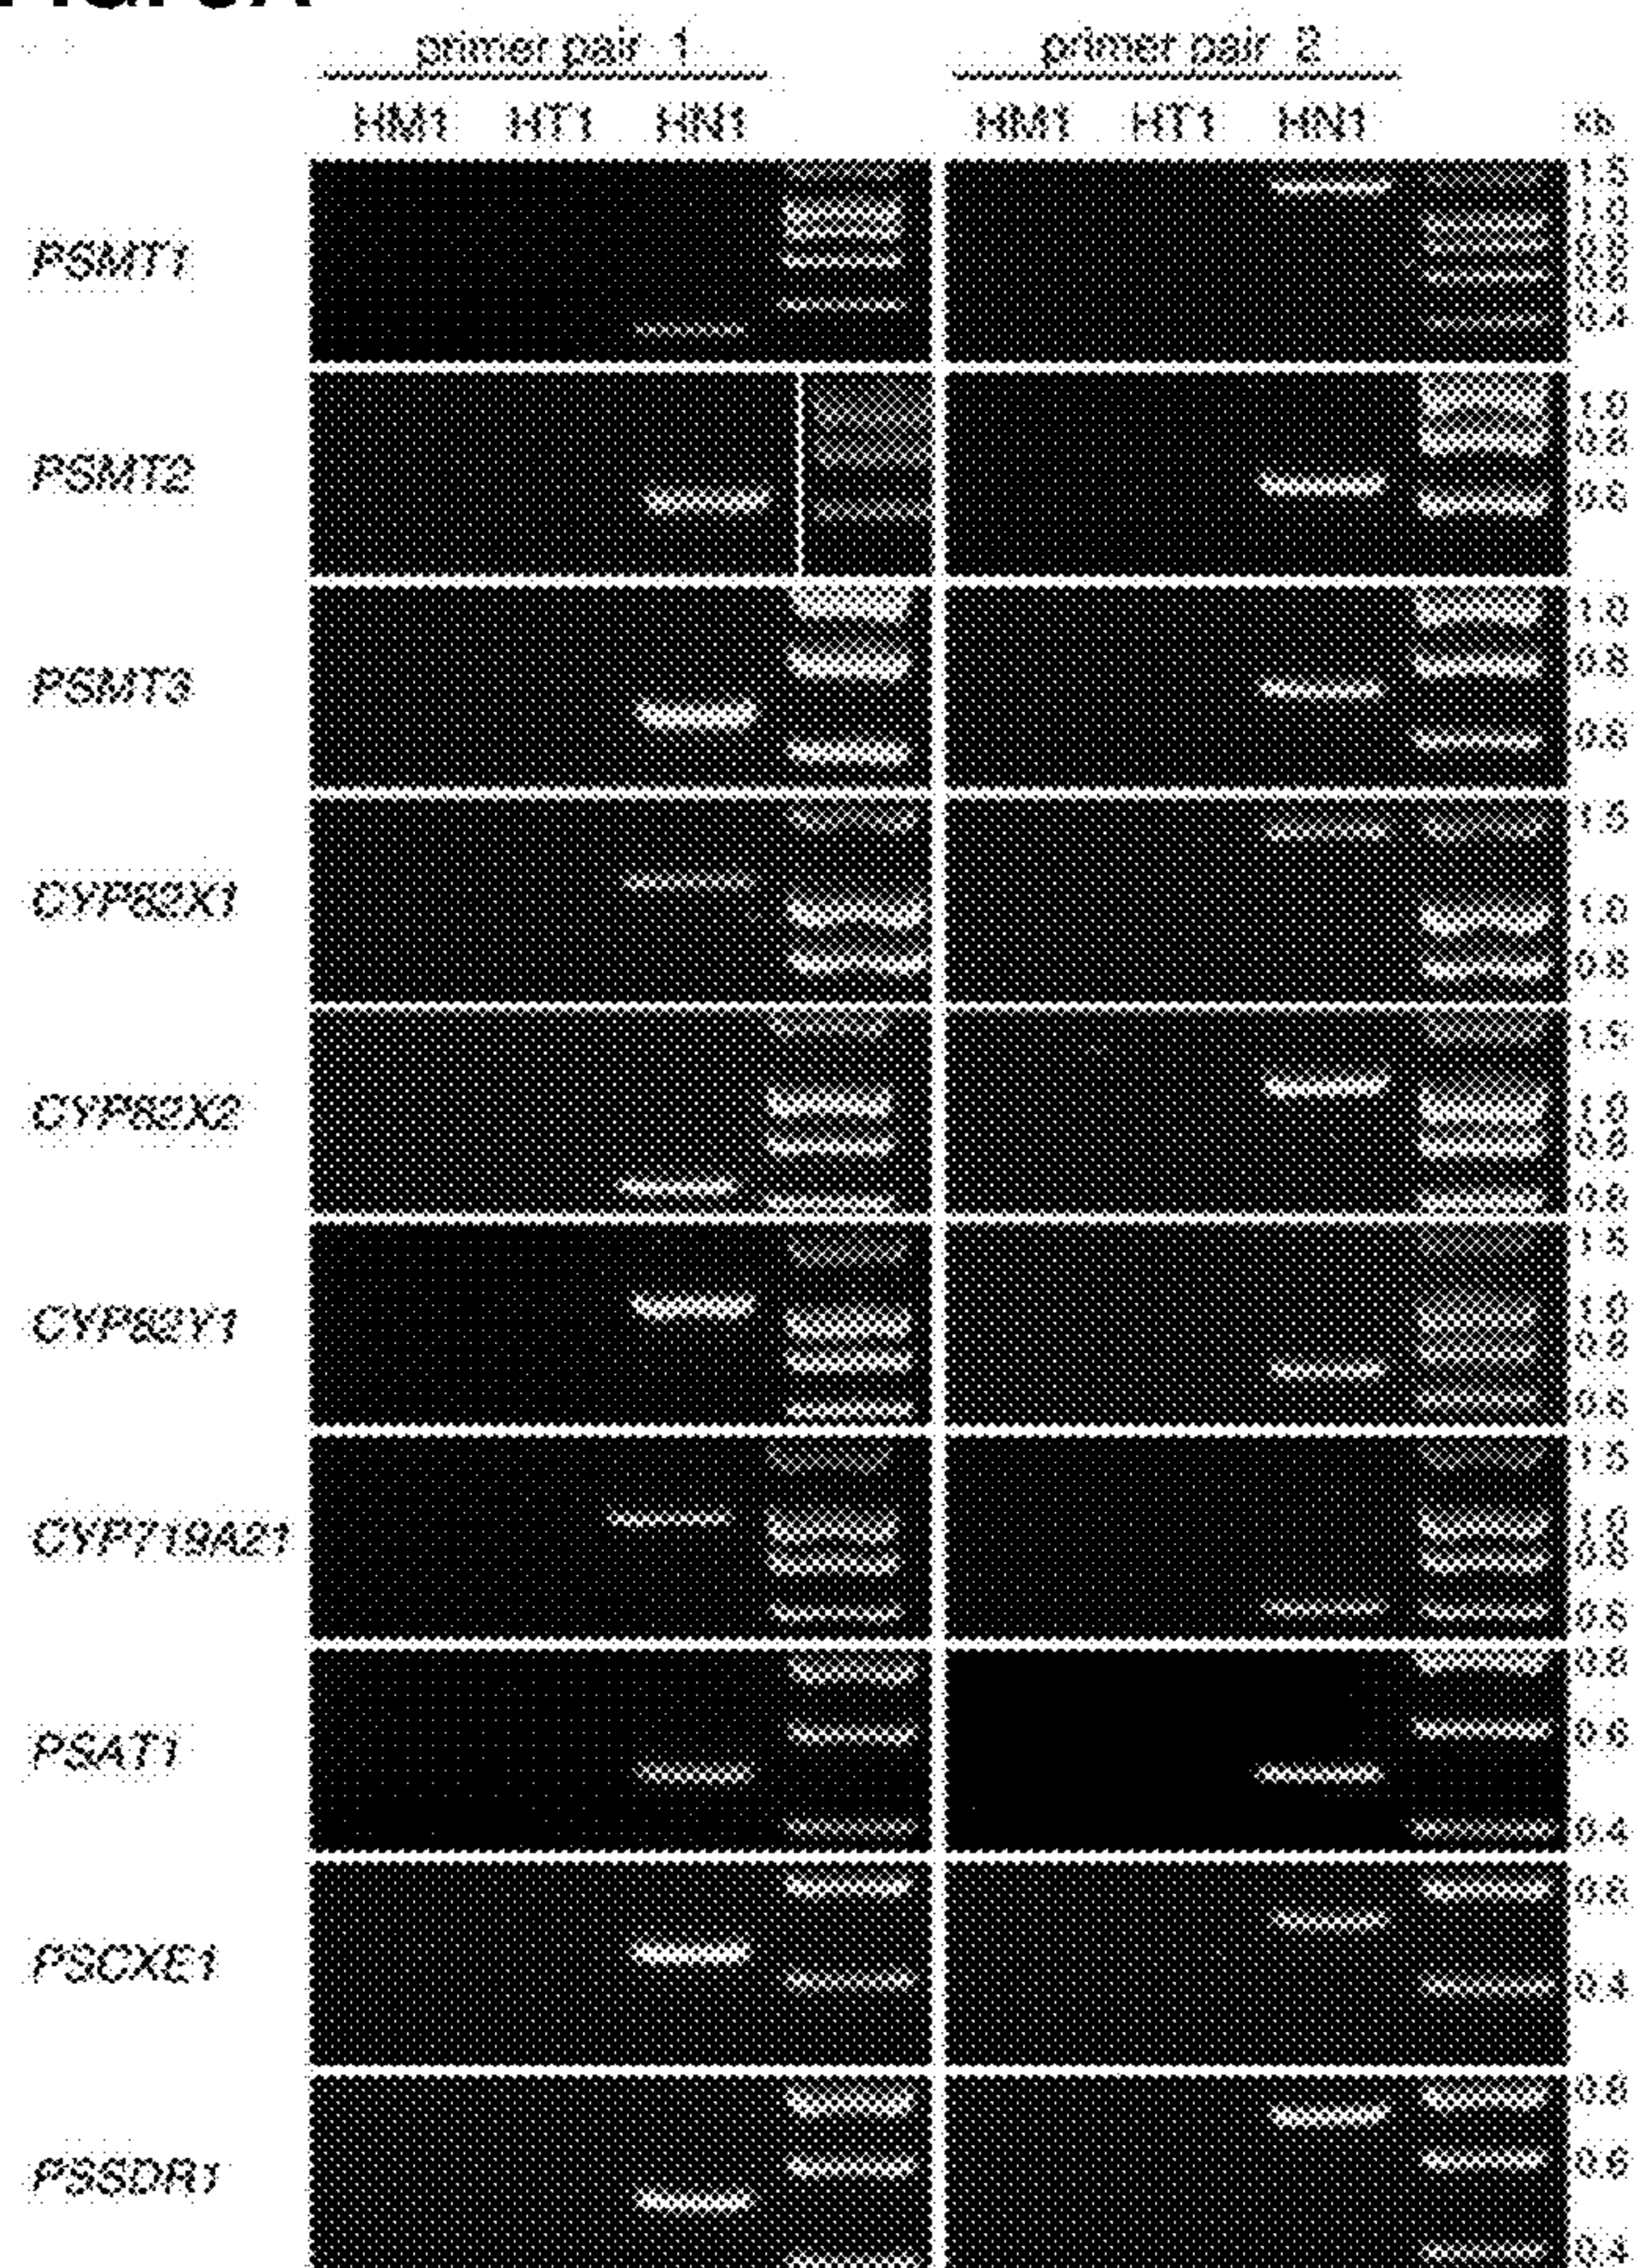 primer pair 1 primer pair 2
HM1 HT1 HN1 HM1 HT1 HN1 kb
PSMT1 1.5
1.0
0.8
0.6
0.4
PSMT2 1.0
0.8
0.6
PSMT3 1.0
0.8
0.6
CYP82X1 1.5
1.0
0.8
CYP82X2 1.5
1.0
0.8
0.6
CYP82Y1 1.5
1.0
0.8
0.6
CYP719A21 1.5
1.0
0.8
0.6
PSAT1 0.8
0.6
0.4
PSCXE1 0.6
0.4
PSSDR1 0.8
0.6
0.4